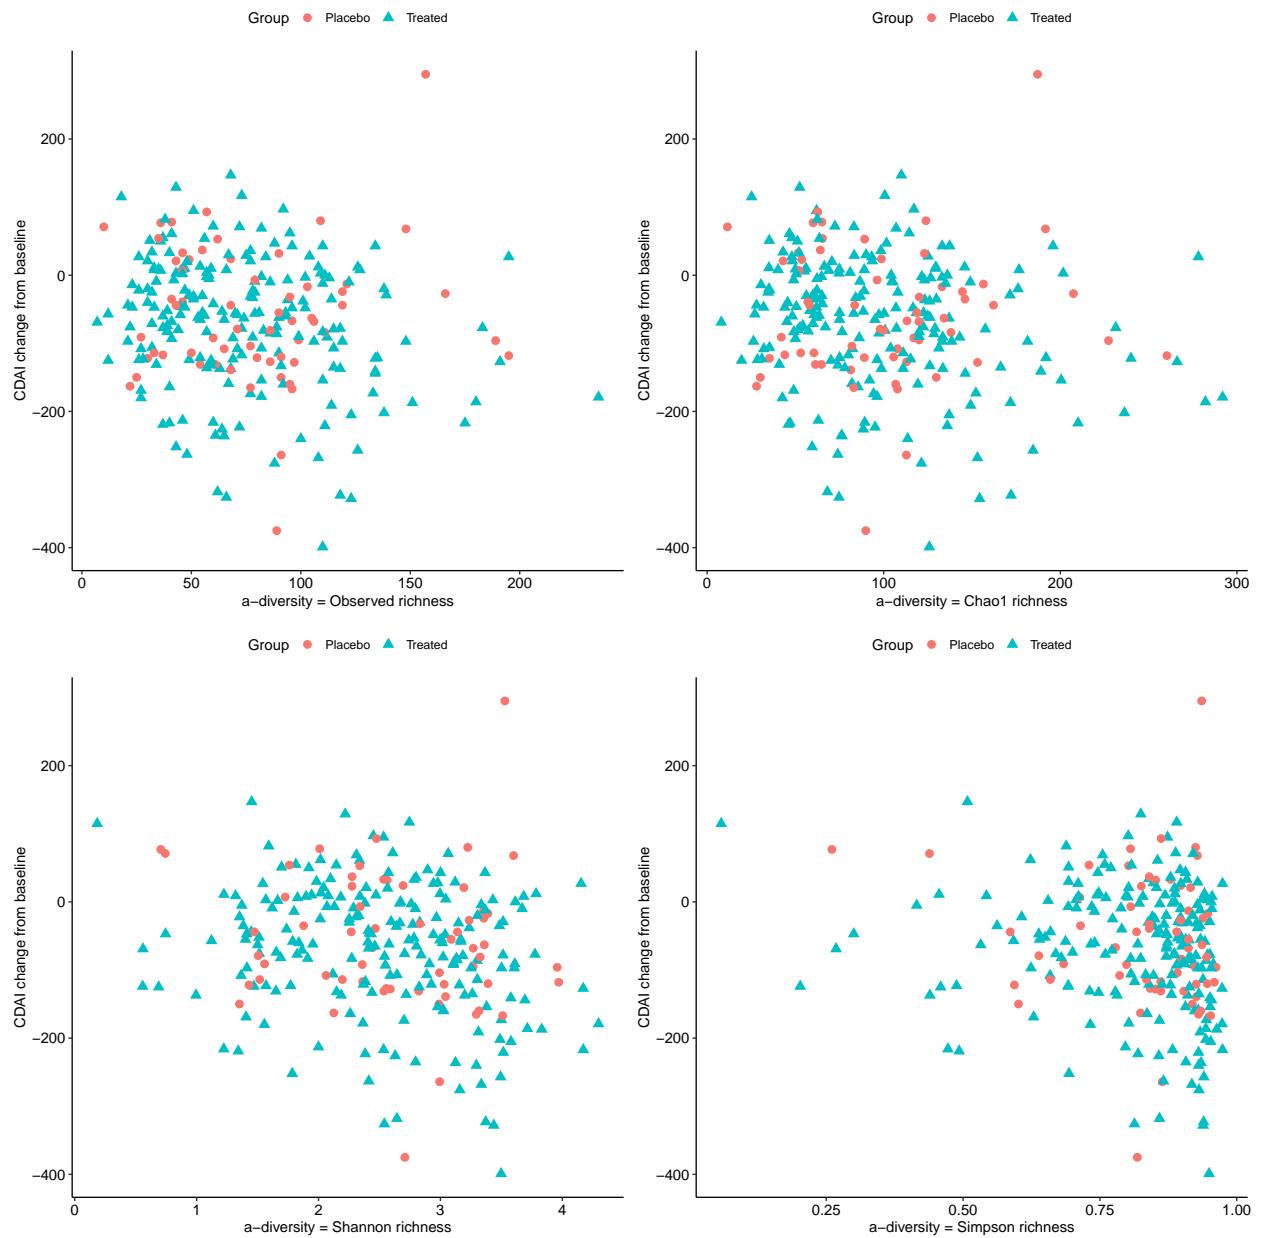 Group Placebo Treated
CDAI change from baseline
200
0
−200
−400
0 50 100 150 200
a−diversity = Observed richness
Group Placebo Treated
CDAI change from baseline
200
0
−200
−400
0 100 200 300
a−diversity = Chao1 richness
Group Placebo Treated
CDAI change from baseline
200
0
−200
−400
0 1 2 3 4
a−diversity = Shannon richness
Group Placebo Treated
CDAI change from baseline
200
0
−200
−400
0.25 0.50 0.75 1.00
a−diversity = Simpson richness